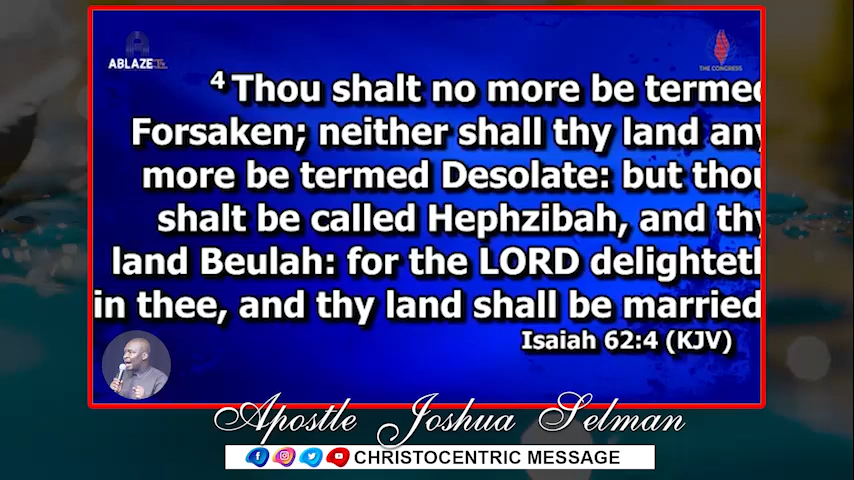 ABLAZE TV
THE CONGRESS
4 Thou shalt no more be termed
Forsaken; neither shall thy land any
more be termed Desolate: but thou
shalt be called Hephzibah, and thy
land Beulah: for the LORD delighteth
in thee, and thy land shall be married.
Isaiah 62:4 (KJV)
Apostle Joshua Selman
CHRISTOCENTRIC MESSAGE